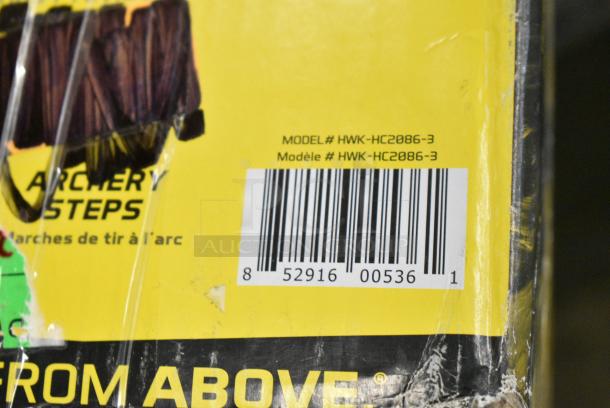 MODEL# HWK-HC2086-3
Modèle # HWK-HC2086-3
ARCHERY
STEPS
Marches de tir à l'arc
8 52916 00536 1
FROM ABOVE.®